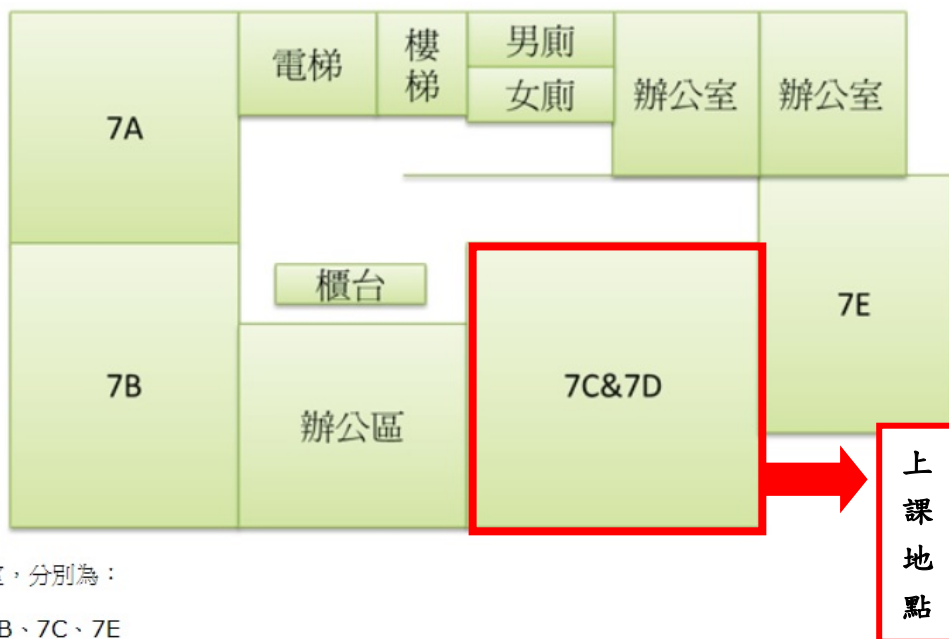 7A
電梯
樓梯
男廁
女廁
辦公室
辦公室
櫃台
7B
辦公區
7C&7D
7E
上課地點
，分別為：
B、7C、7E